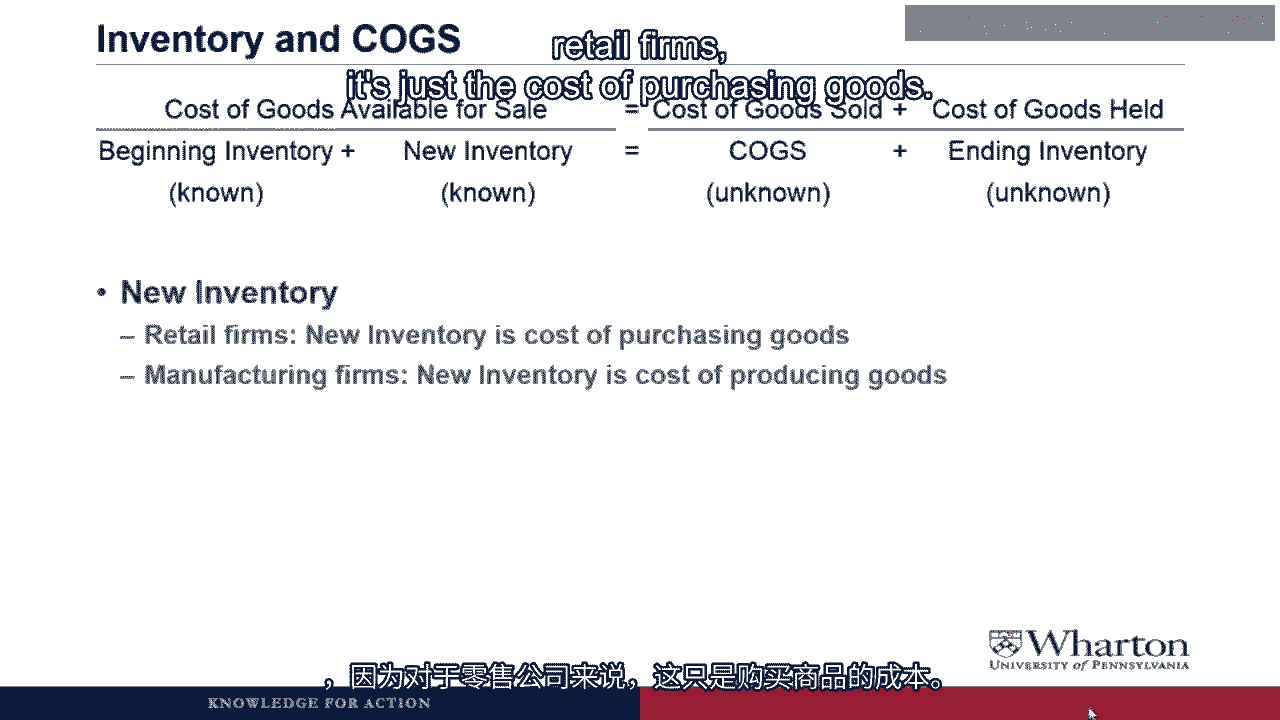 Inventory and COGS
retail firms,
it's just the cost of purchasing goods.
Cost of Goods Available for Sale = Cost of Goods Sold + Cost of Goods Held
Beginning Inventory + New Inventory = COGS + Ending Inventory
(known) (known) (unknown) (unknown)
• New Inventory
– Retail firms: New Inventory is cost of purchasing goods
– Manufacturing firms: New Inventory is cost of producing goods
Wharton
UNIVERSITY of PENNSYLVANIA
，因为对于零售公司来说，这只是购买商品的成本。
KNOWLEDGE FOR ACTION